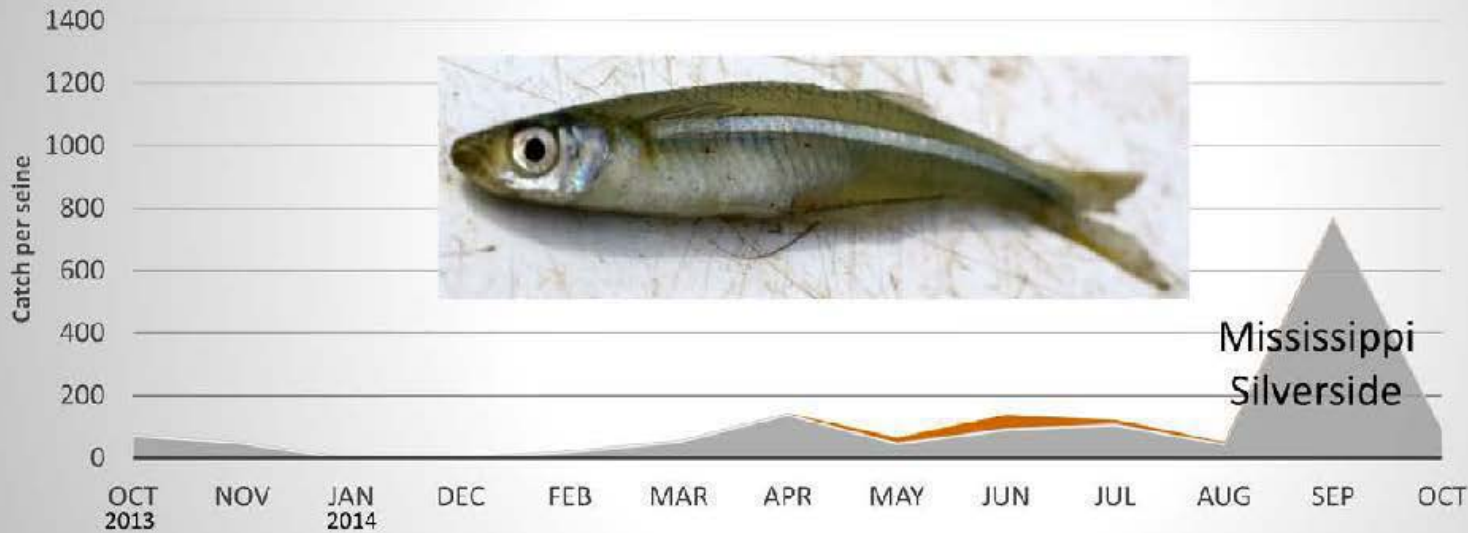 1400
1200
1000
800
600
400
200
0
Catch per seine
Mississippi
Silverside
OCT NOV JAN DEC FEB MAR APR MAY JUN JUL AUG SEP OCT
2013 2014